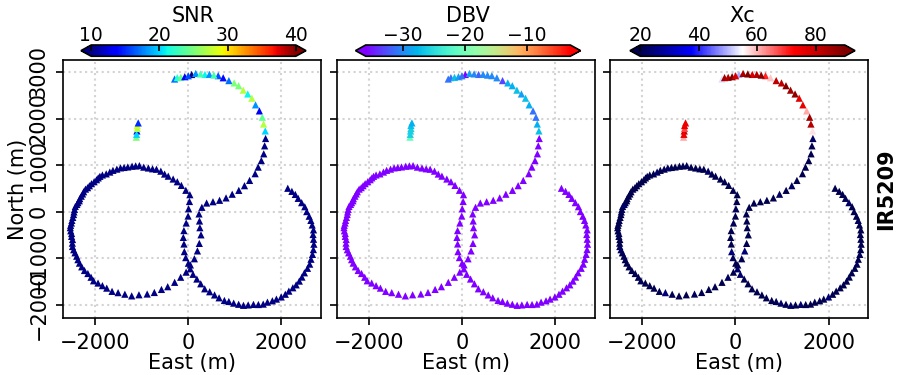 SNR DBV Xc
10 20 30 40 −30 −20 −10 20 40 60 80
North (m)
3000
2000
1000
0
−1000
−2000
−2000 0 2000 −2000 0 2000 −2000 0 2000
East (m) East (m) East (m)
IR5209